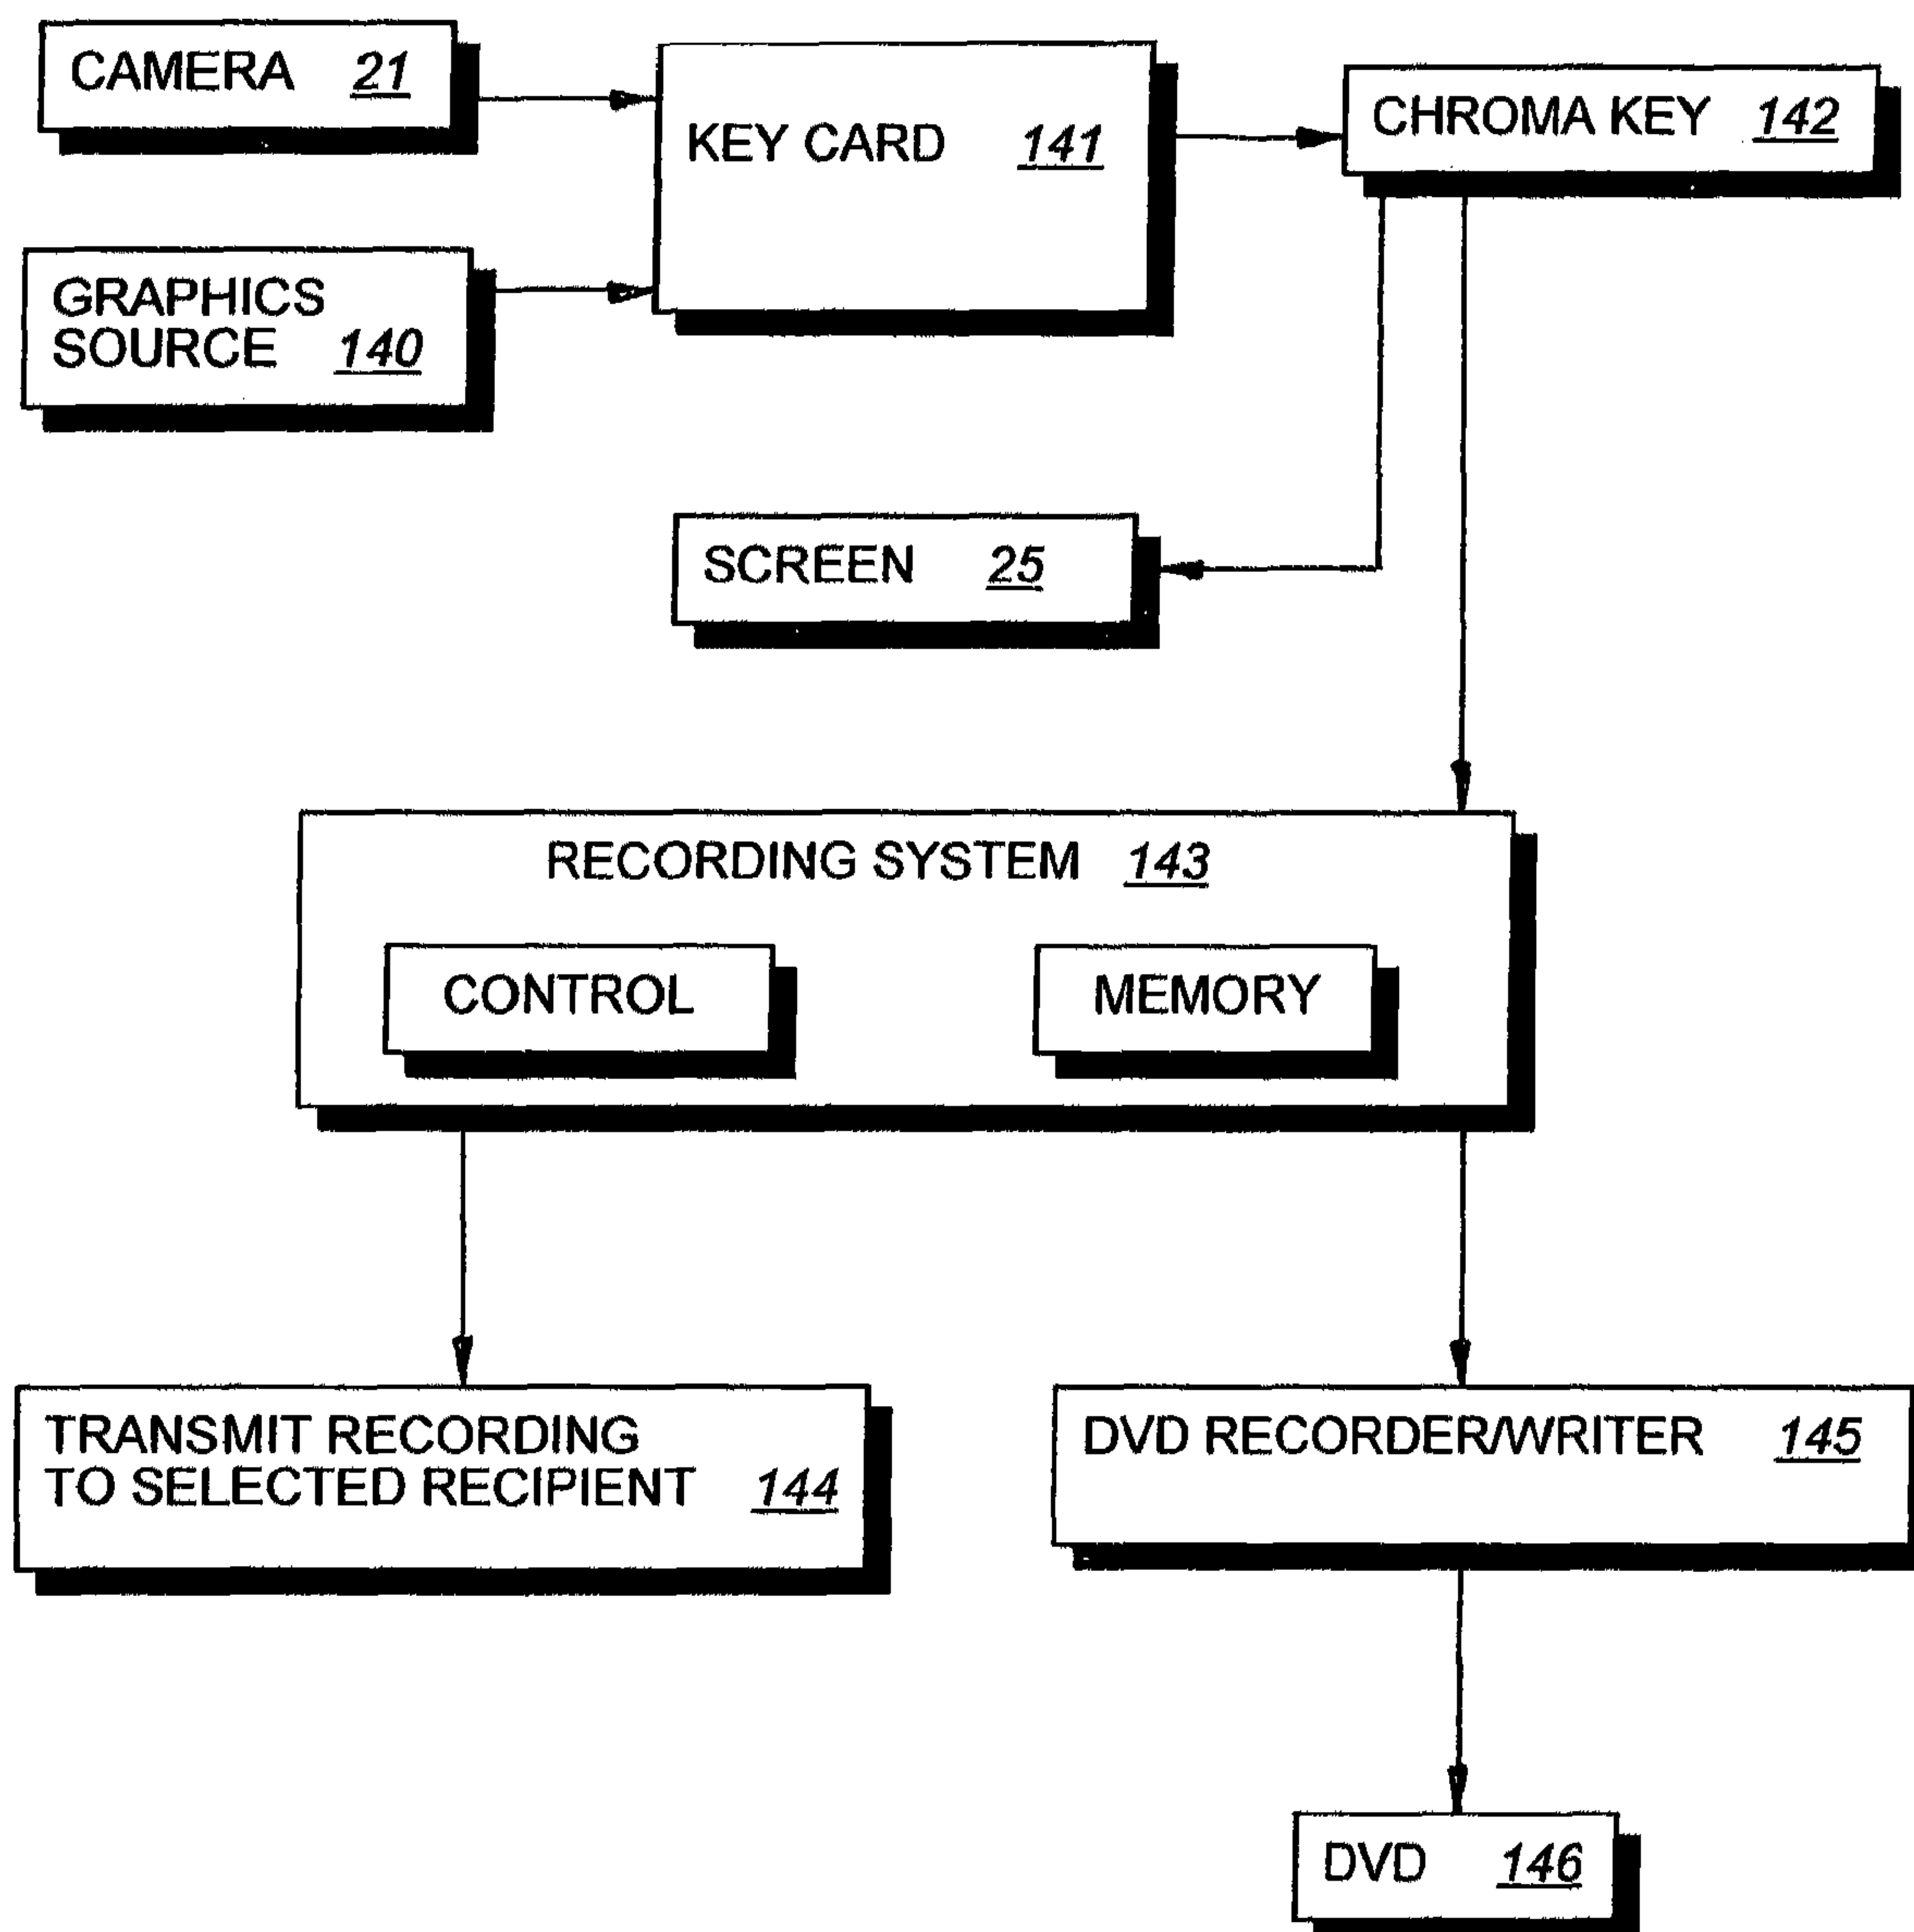 CAMERA 21
KEY CARD 141
CHROMA KEY 142
GRAPHICS
SOURCE 140
SCREEN 25
RECORDING SYSTEM 143
CONTROL
MEMORY
TRANSMIT RECORDING
TO SELECTED RECIPIENT 144
DVD RECORDER/WRITER 145
DVD 146